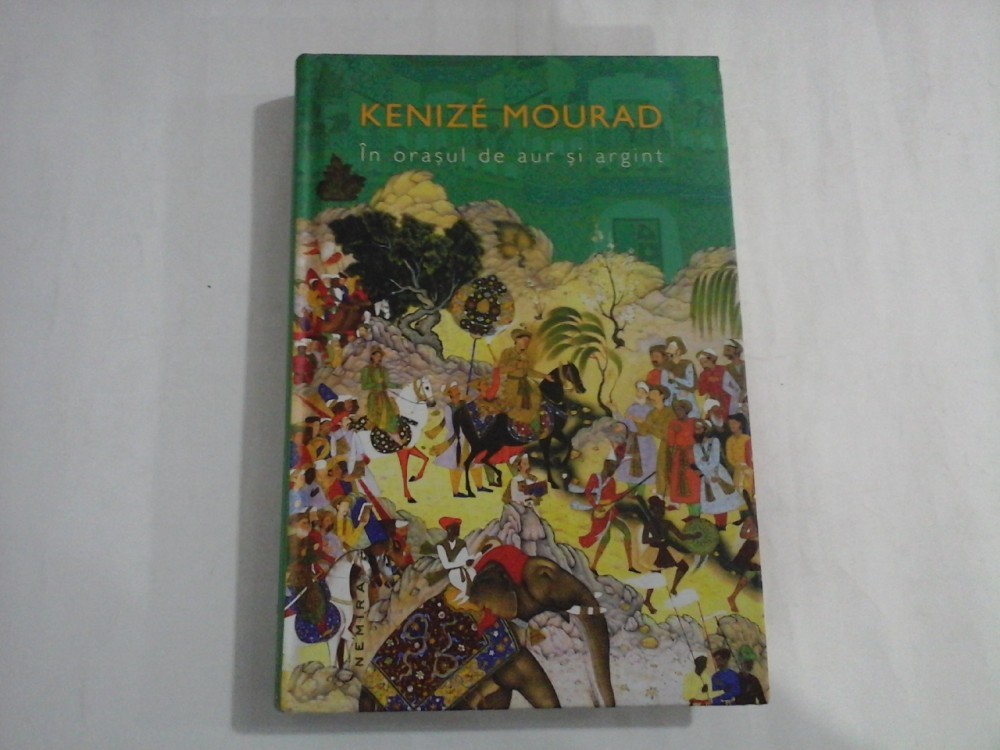 KENIZÉ MOURAD
În orașul de aur și argint
NEMIRA